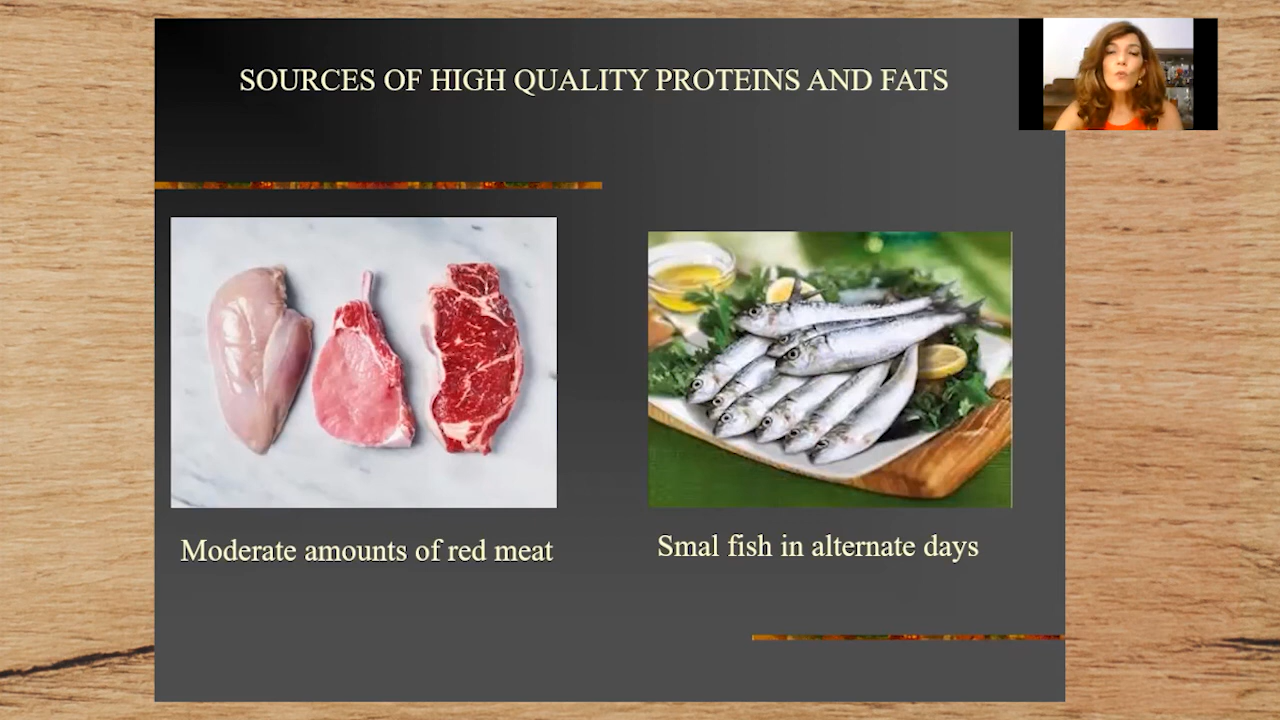 SOURCES OF HIGH QUALITY PROTEINS AND FATS
Moderate amounts of red meat
Smal fish in alternate days